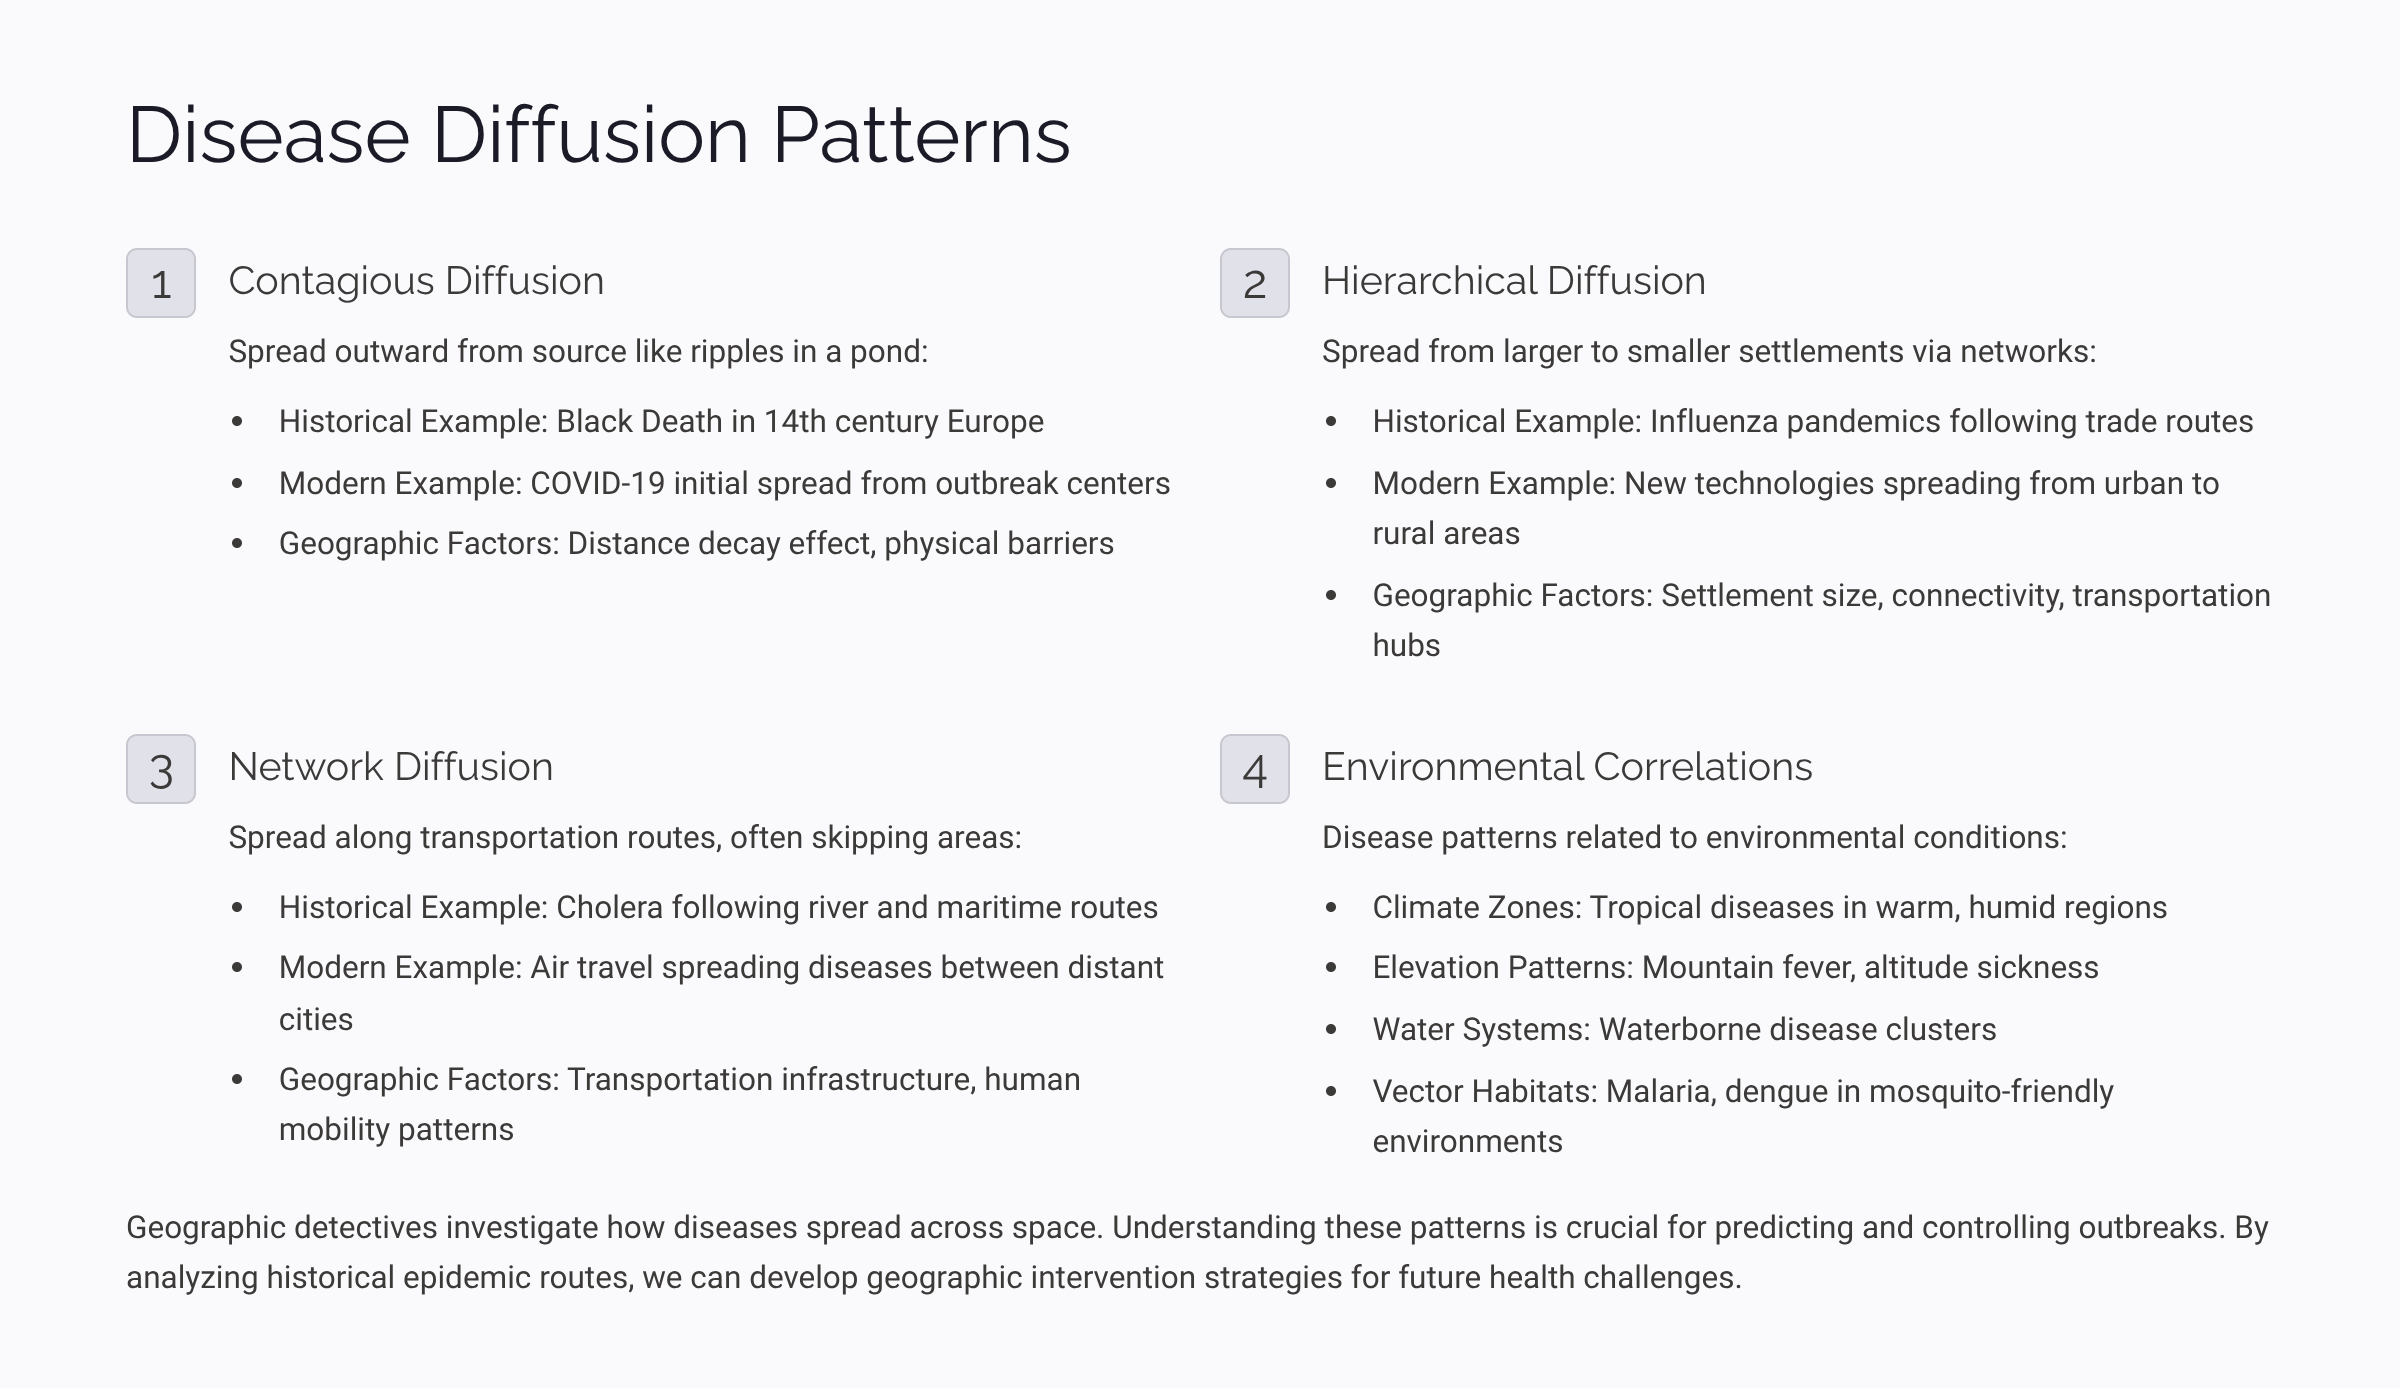 Disease Diffusion Patterns
1
Contagious Diffusion
Spread outward from source like ripples in a pond:
• Historical Example: Black Death in 14th century Europe
• Modern Example: COVID-19 initial spread from outbreak centers
• Geographic Factors: Distance decay effect, physical barriers
2
Hierarchical Diffusion
Spread from larger to smaller settlements via networks:
• Historical Example: Influenza pandemics following trade routes
• Modern Example: New technologies spreading from urban to
rural areas
• Geographic Factors: Settlement size, connectivity, transportation
hubs
3
Network Diffusion
Spread along transportation routes, often skipping areas:
• Historical Example: Cholera following river and maritime routes
• Modern Example: Air travel spreading diseases between distant
cities
• Geographic Factors: Transportation infrastructure, human
mobility patterns
4
Environmental Correlations
Disease patterns related to environmental conditions:
• Climate Zones: Tropical diseases in warm, humid regions
• Elevation Patterns: Mountain fever, altitude sickness
• Water Systems: Waterborne disease clusters
• Vector Habitats: Malaria, dengue in mosquito-friendly
environments
Geographic detectives investigate how diseases spread across space. Understanding these patterns is crucial for predicting and controlling outbreaks. By
analyzing historical epidemic routes, we can develop geographic intervention strategies for future health challenges.